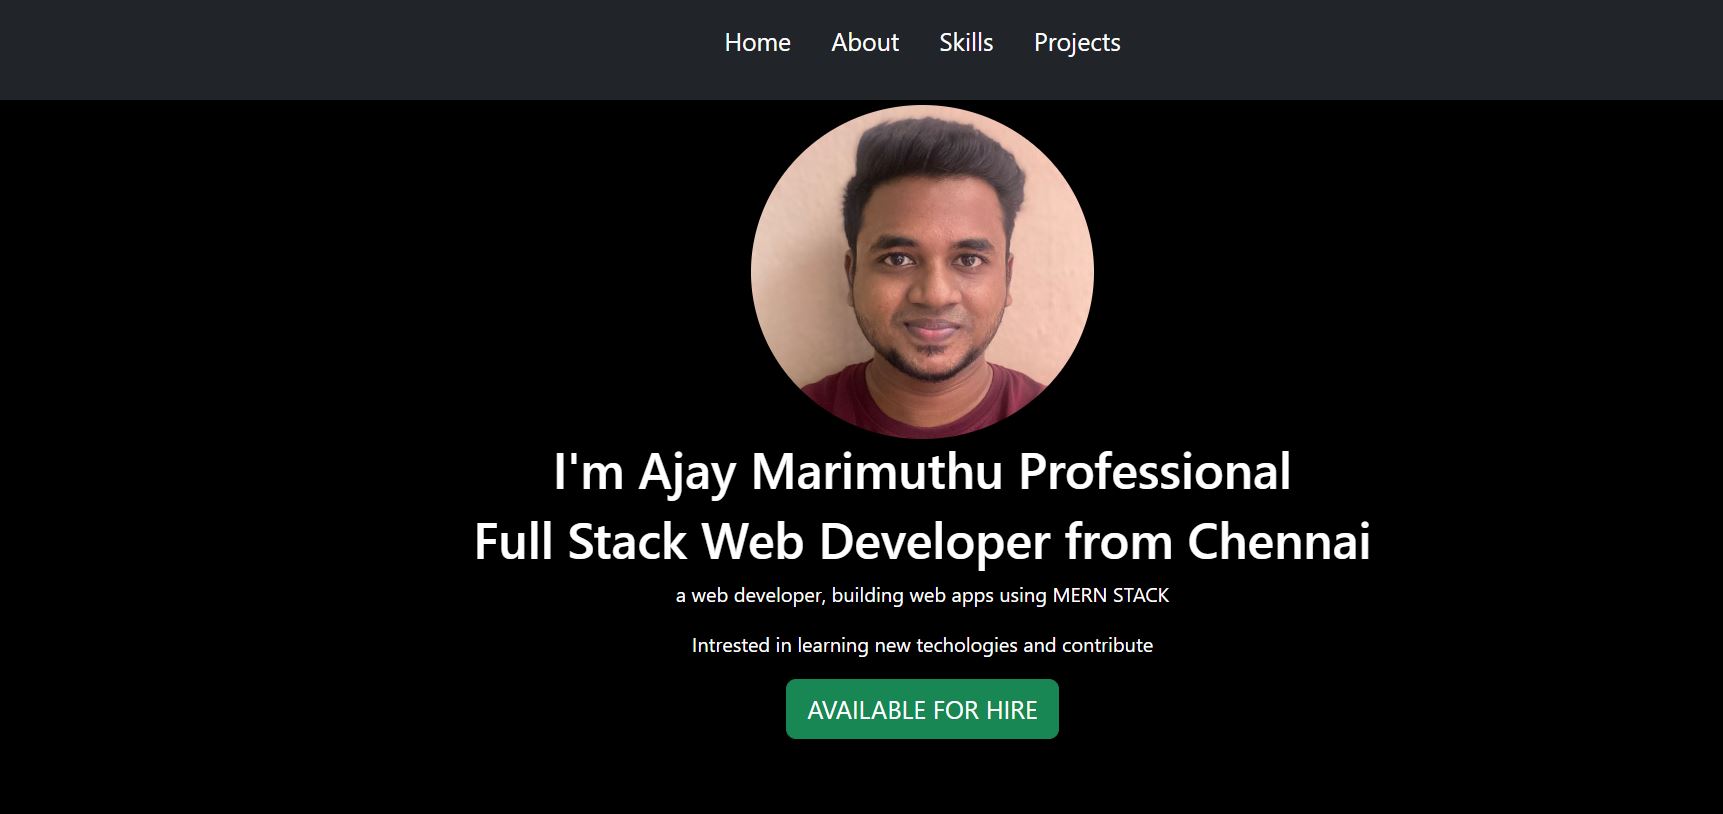 Home About Skills Projects
I'm Ajay Marimuthu Professional
Full Stack Web Developer from Chennai
a web developer, building web apps using MERN STACK
Intrested in learning new techologies and contribute
AVAILABLE FOR HIRE